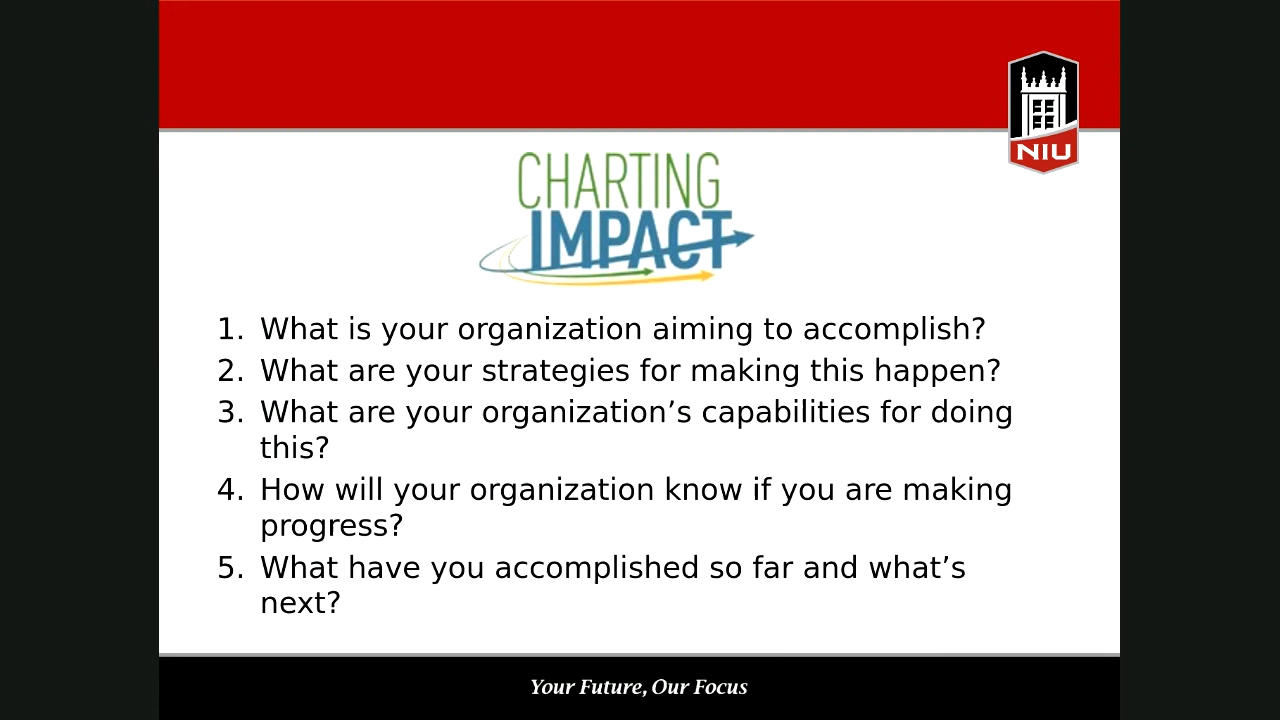 NIU
CHARTING
IMPACT
1. What is your organization aiming to accomplish?
2. What are your strategies for making this happen?
3. What are your organization’s capabilities for doing
this?
4. How will your organization know if you are making
progress?
5. What have you accomplished so far and what’s
next?
Your Future, Our Focus